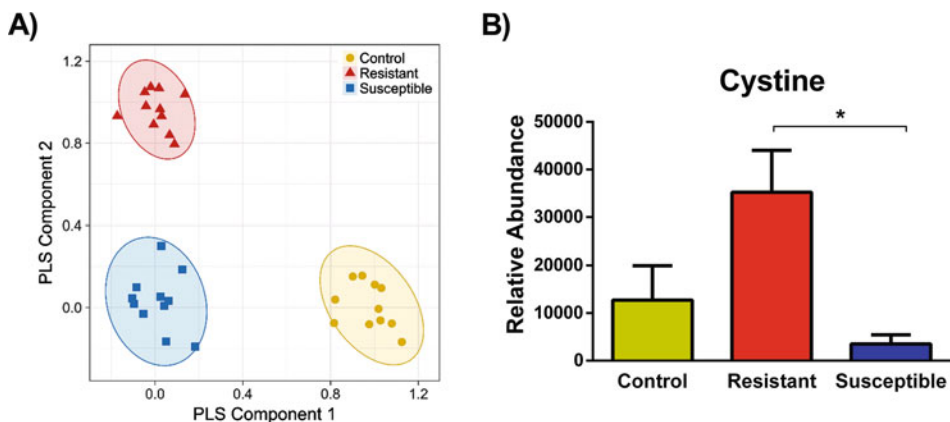 A)
1.2
0.8
0.4
0.0
PLS Component 2
0.0 0.4 0.8 1.2
PLS Component 1
Control
Resistant
Susceptible
B)
Cystine
*
50000
40000
30000
20000
10000
0
Relative Abundance
Control Resistant Susceptible